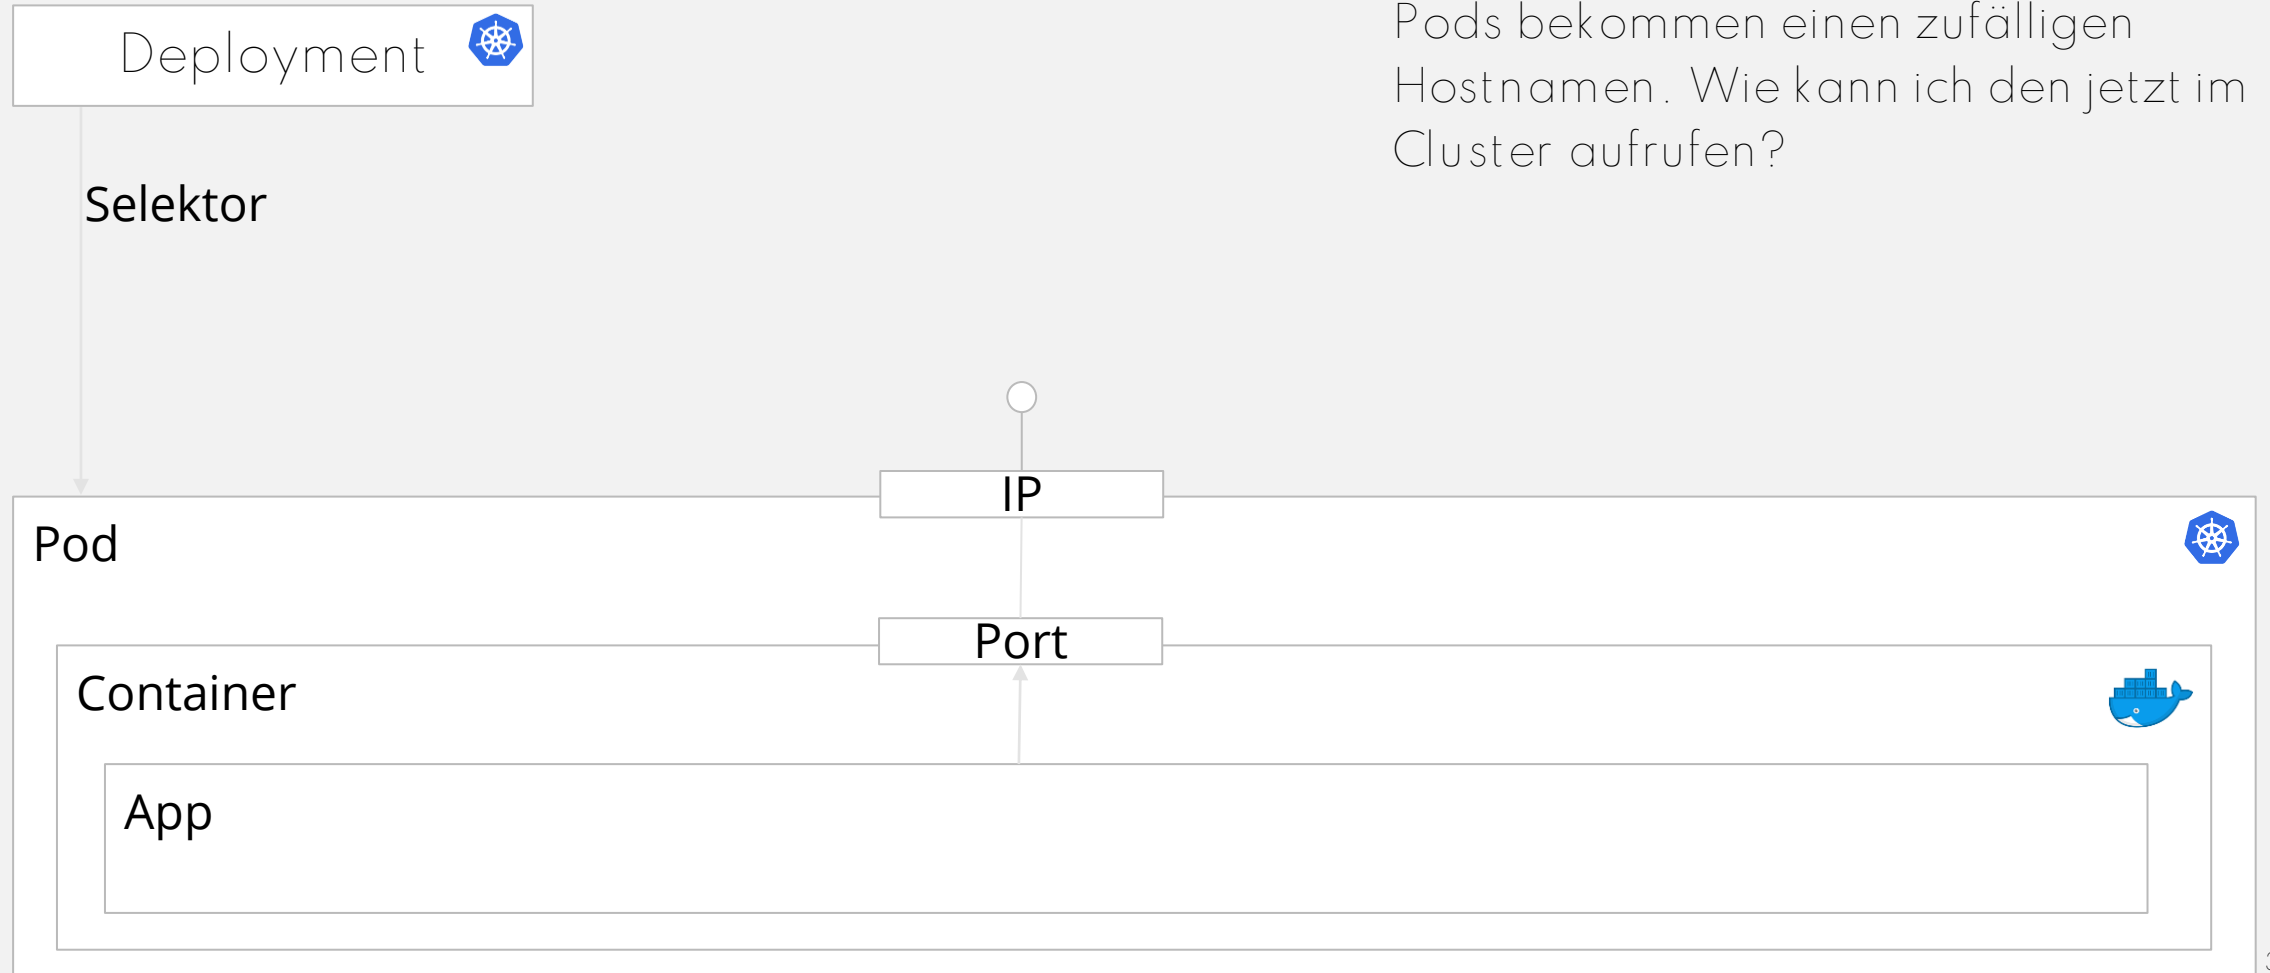 Deployment
Pods bekommen einen zufälligen
Hostnamen. Wie kann ich den jetzt im
Cluster aufrufen?
Selektor
IP
Pod
Port
Container
App